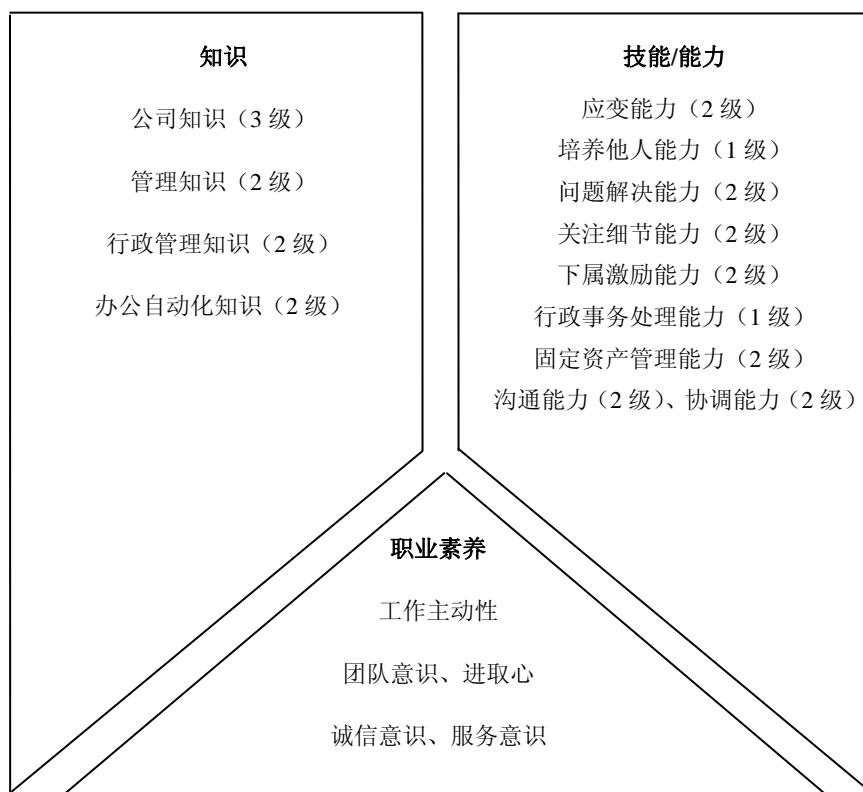 知识
公司知识（3 级）
管理知识（2 级）
行政管理知识（2 级）
办公自动化知识（2 级）
技能/能力
应变能力（2 级）
培养他人能力（1 级）
问题解决能力（2 级）
关注细节能力（2 级）
下属激励能力（2 级）
行政事务处理能力（1 级）
固定资产管理能力（2 级）
沟通能力（2 级）、协调能力（2 级）
职业素养
工作主动性
团队意识、进取心
诚信意识、服务意识